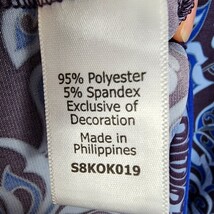 95% Polyester
5% Spandex
Exclusive of
Decoration
Made in
Philippines
S8KOK019